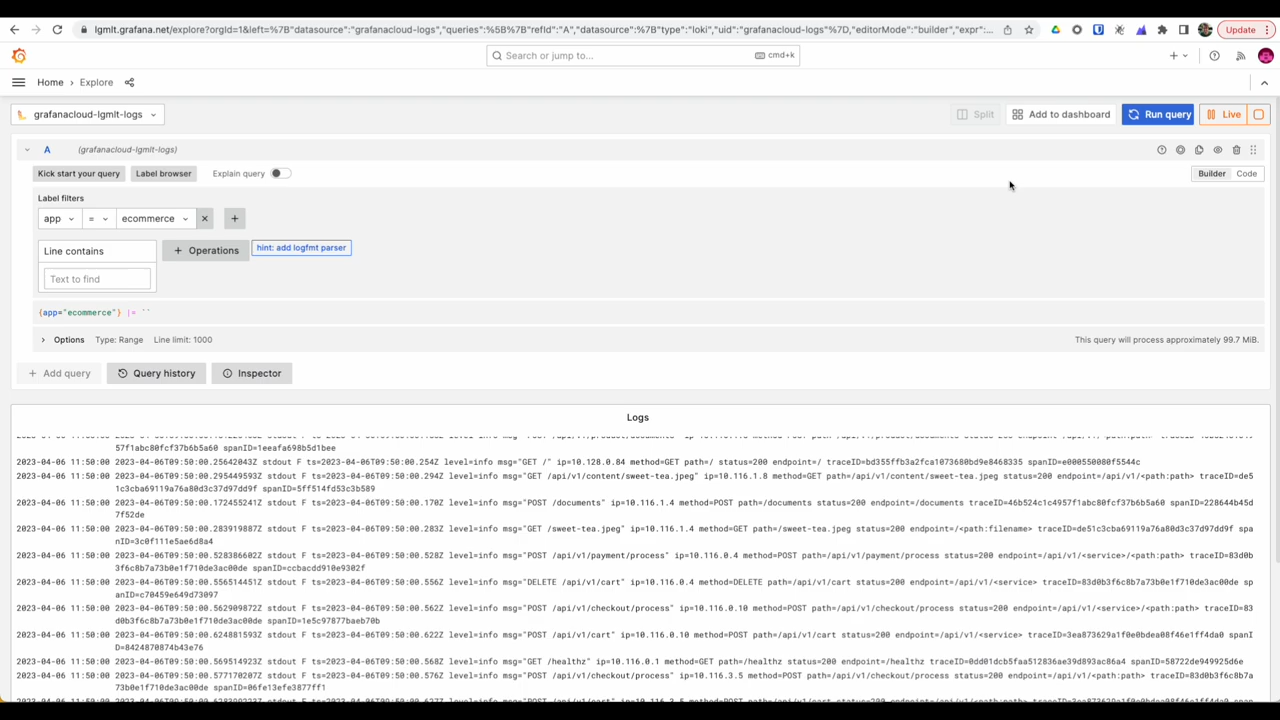 lgmlt.grafana.net/explore?orgId=1&left=%7B"datasource":"grafanacloud-logs","queries":%5B%7B"refId":"A","datasource":%7B"type":"loki","uid":"grafanacloud-logs"%7D,"editorMode":"builder","expr":...
Update
Search or jump to...
cmd+k
Home > Explore
grafanacloud-lgmlt-logs
Split
Add to dashboard
Run query
Live
A (grafanacloud-lgmlt-logs)
Kick start your query
Label browser
Explain query
Builder
Code
Label filters
app = ecommerce
Line contains
+ Operations
hint: add logfmt parser
Text to find
{app="ecommerce"} |= ``
Options Type: Range Line limit: 1000
This query will process approximately 99.7 MiB.
+ Add query
Query history
Inspector
Logs
57f1abc80fcf37b6b5a60 spanID=1eeafa698b5d1bee
2023-04-06 11:50:00 2023-04-06T09:50:00.25642043Z stdout F ts=2023-04-06T09:50:00.254Z level=info msg="GET /" ip=10.128.0.84 method=GET path=/ status=200 endpoint=/ traceID=bd355ffb3a2fca1073680bd9e8468335 spanID=e000550080f5544c
2023-04-06 11:50:00 2023-04-06T09:50:00.295449593Z stdout F ts=2023-04-06T09:50:00.294Z level=info msg="GET /api/v1/content/sweet-tea.jpeg" ip=10.116.1.8 method=GET path=/api/v1/content/sweet-tea.jpeg status=200 endpoint=/api/v1/<service>/<path:path> traceID=de5
1c3cba69119a76a80d3c37d97dd9f spanID=5ff514fd53c3b589
2023-04-06 11:50:00 2023-04-06T09:50:00.172455241Z stdout F ts=2023-04-06T09:50:00.170Z level=info msg="POST /documents" ip=10.116.1.4 method=POST path=/documents status=200 endpoint=/documents traceID=46b524c1c4957f1abc80fcf37b6b5a60 spanID=228644b45d
7f52de
2023-04-06 11:50:00 2023-04-06T09:50:00.283919887Z stdout F ts=2023-04-06T09:50:00.283Z level=info msg="GET /sweet-tea.jpeg" ip=10.116.1.4 method=GET path=/sweet-tea.jpeg status=200 endpoint=/<path:filename> traceID=de51c3cba69119a76a80d3c37d97dd9f spa
nID=3c0f111e5ae6d8a4
2023-04-06 11:50:00 2023-04-06T09:50:00.528386602Z stdout F ts=2023-04-06T09:50:00.528Z level=info msg="POST /api/v1/payment/process" ip=10.116.0.4 method=POST path=/api/v1/payment/process status=200 endpoint=/api/v1/<service>/<path:path> traceID=83d0b
3f6c8b7a73b0e1f710de3ac00de spanID=ccbacdd910e9302f
2023-04-06 11:50:00 2023-04-06T09:50:00.556514451Z stdout F ts=2023-04-06T09:50:00.556Z level=info msg="DELETE /api/v1/cart" ip=10.116.0.4 method=DELETE path=/api/v1/cart status=200 endpoint=/api/v1/<service> traceID=83d0b3f6c8b7a73b0e1f710de3ac00de sp
anID=c70459e649d73097
2023-04-06 11:50:00 2023-04-06T09:50:00.562909872Z stdout F ts=2023-04-06T09:50:00.562Z level=info msg="POST /api/v1/checkout/process" ip=10.116.0.10 method=POST path=/api/v1/checkout/process status=200 endpoint=/api/v1/<service>/<path:path> traceID=83
d0b3f6c8b7a73b0e1f710de3ac00de spanID=1e5c97877baeb70b
2023-04-06 11:50:00 2023-04-06T09:50:00.624881593Z stdout F ts=2023-04-06T09:50:00.622Z level=info msg="POST /api/v1/cart" ip=10.116.0.10 method=POST path=/api/v1/cart status=200 endpoint=/api/v1/<service> traceID=3ea873629a1f0e0bdea08f46e1ff4da0 spanI
D=8424870874b43e76
2023-04-06 11:50:00 2023-04-06T09:50:00.569514923Z stdout F ts=2023-04-06T09:50:00.568Z level=info msg="GET /healthz" ip=10.116.0.1 method=GET path=/healthz status=200 endpoint=/healthz traceID=0dd01dcb5faa512836ae39d893ac86a4 spanID=58722de949925d6e
2023-04-06 11:50:00 2023-04-06T09:50:00.577170207Z stdout F ts=2023-04-06T09:50:00.576Z level=info msg="POST /api/v1/checkout/process" ip=10.116.3.5 method=POST path=/api/v1/checkout/process status=200 endpoint=/api/v1/<path:path> traceID=83d0b3f6c8b7a
73b0e1f710de3ac00de spanID=06fe13efe3877ff1